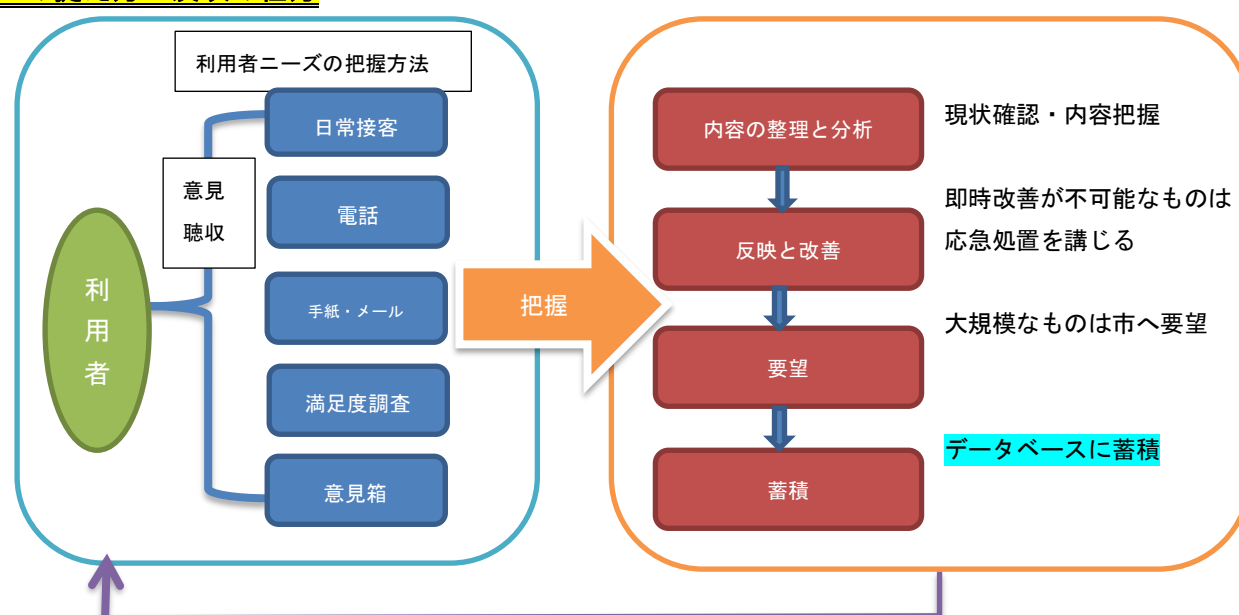 利用者ニーズの把握方法
日常接客
意見
聴収
電話
利
用
者
手紙・メール
満足度調査
意見箱
把握
内容の整理と分析
現状確認・内容把握
反映と改善
即時改善が不可能なものは
応急処置を講じる
要望
大規模なものは市へ要望
蓄積
データベースに蓄積